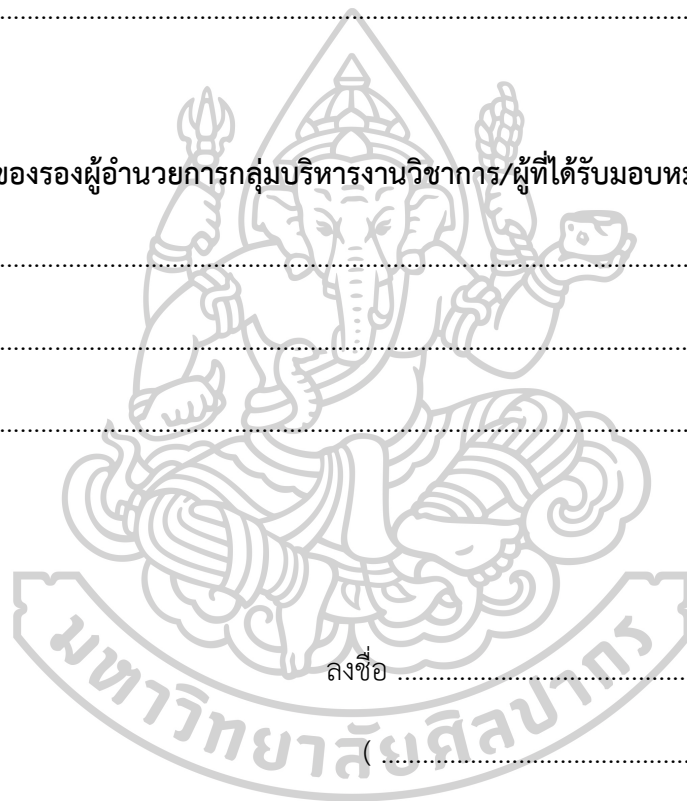 ................................................................................................................
ของรองผู้อำนวยการกลุ่มบริหารงานวิชาการ/ผู้ที่ได้รับมอบหม
................................................................................................................
................................................................................................................
................................................................................................................
ลงชื่อ ................................................
( ...................................................
มหาวิทยาลัยศิลปากร